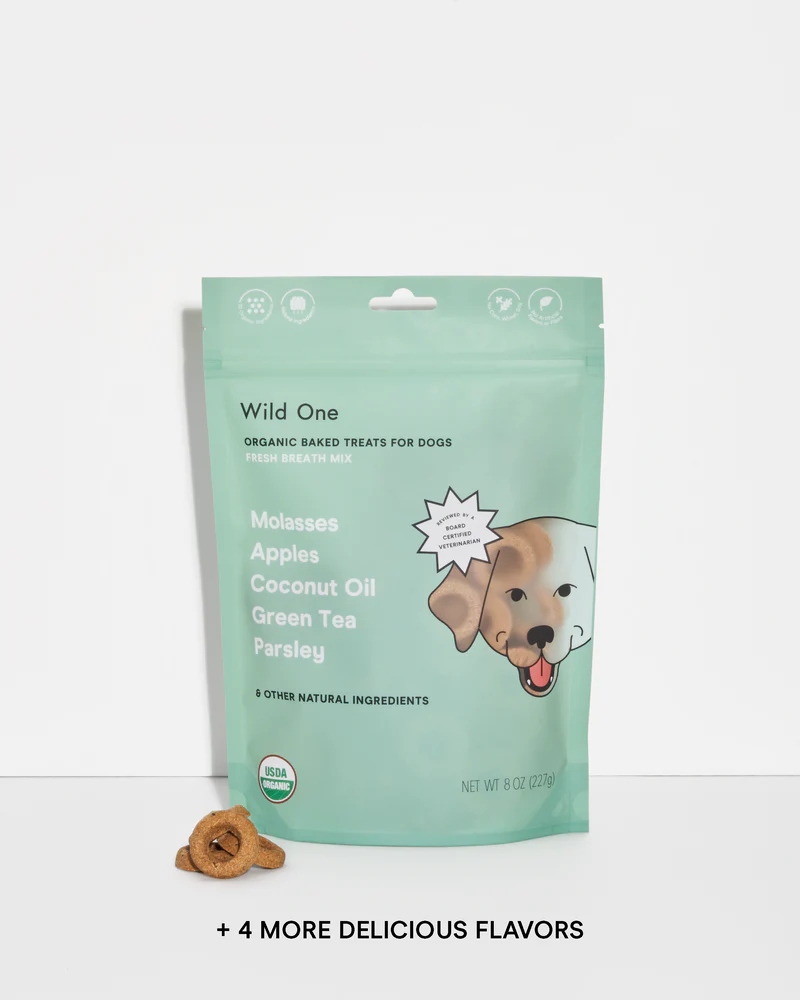 Wild One
ORGANIC BAKED TREATS FOR DOGS
FRESH BREATH MIX
REVIEWED BY A
BOARD
CERTIFIED
VETERINARIAN
Molasses
Apples
Coconut Oil
Green Tea
Parsley
& OTHER NATURAL INGREDIENTS
USDA
ORGANIC
NET WT 8 OZ (227g)
+ 4 MORE DELICIOUS FLAVORS